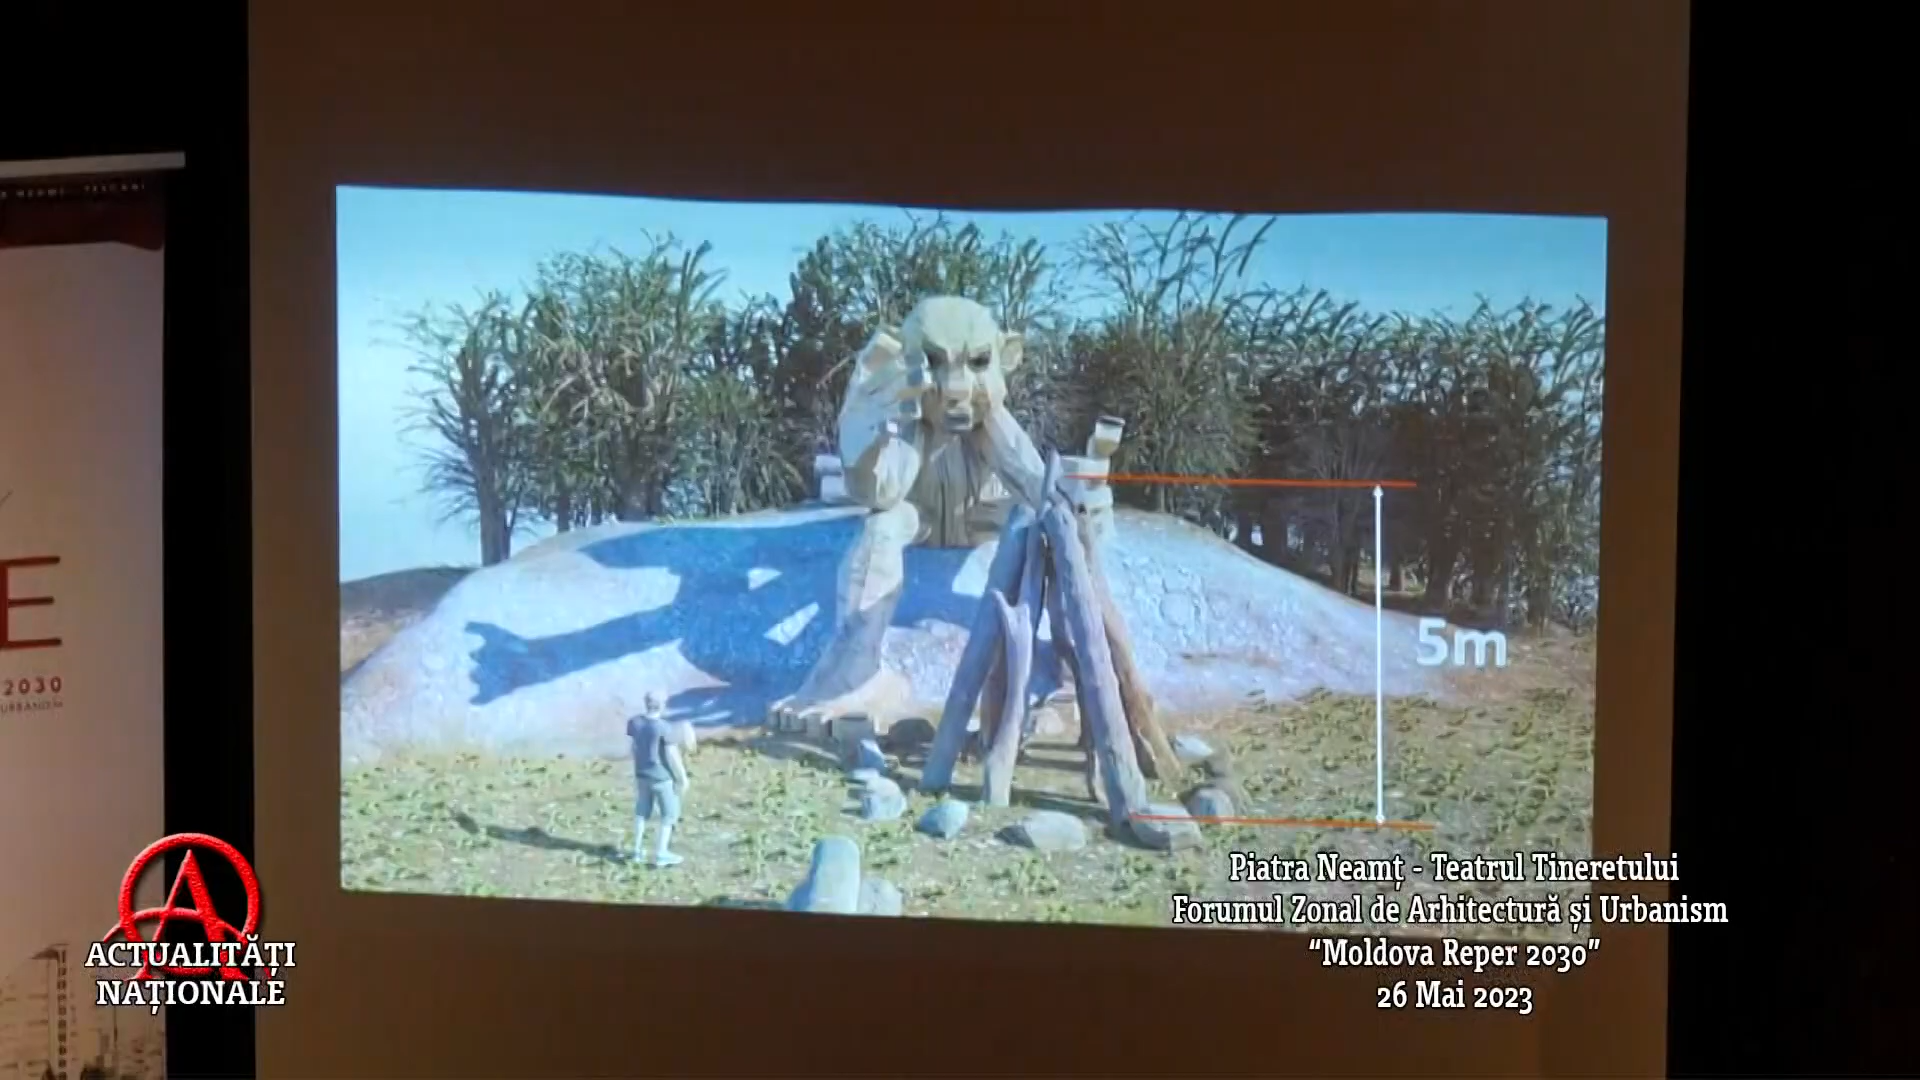 E
2030
5m
ACTUALITĂȚI
NAȚIONALE
Piatra Neamț - Teatrul Tineretului
Forumul Zonal de Arhitectură și Urbanism
“Moldova Reper 2030”
26 Mai 2023